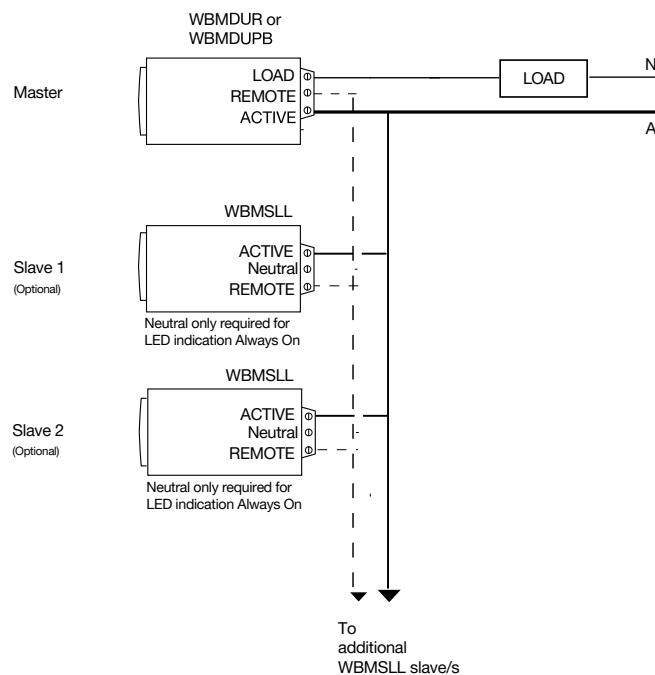 WBMDUR or
WBMDUPB
Master
LOAD
REMOTE
ACTIVE
LOAD
N
A
WBMSLL
Slave 1
(Optional)
ACTIVE
Neutral
REMOTE
Neutral only required for
LED indication Always On
WBMSLL
Slave 2
(Optional)
ACTIVE
Neutral
REMOTE
Neutral only required for
LED indication Always On
To
additional
WBMSLL slave/s